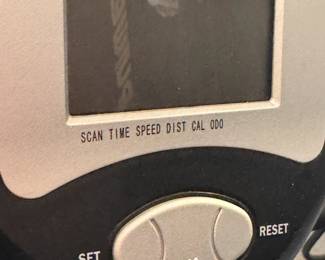 SCAN TIME SPEED DIST CAL ODO
RESET
SET